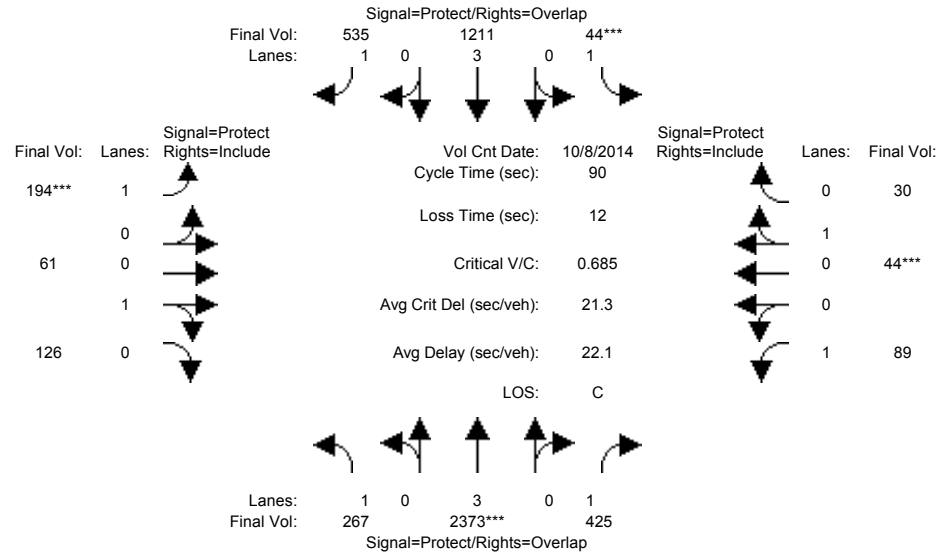 Signal=Protect/Rights=Overlap
Final Vol: 535 1211 44***
Lanes: 1 0 3 0 1
Signal=Protect Signal=Protect
Final Vol: Lanes: Rights=Include Vol Cnt Date: 10/8/2014 Rights=Include Lanes: Final Vol:
Cycle Time (sec): 90
194*** 1 0 30
Loss Time (sec): 12
0 1
61 0 Critical V/C: 0.685 0 44***
1 Avg Crit Del (sec/veh): 21.3 0
126 0 Avg Delay (sec/veh): 22.1 1 89
LOS: C
Lanes: 1 0 3 0 1
Final Vol: 267 2373*** 425
Signal=Protect/Rights=Overlap